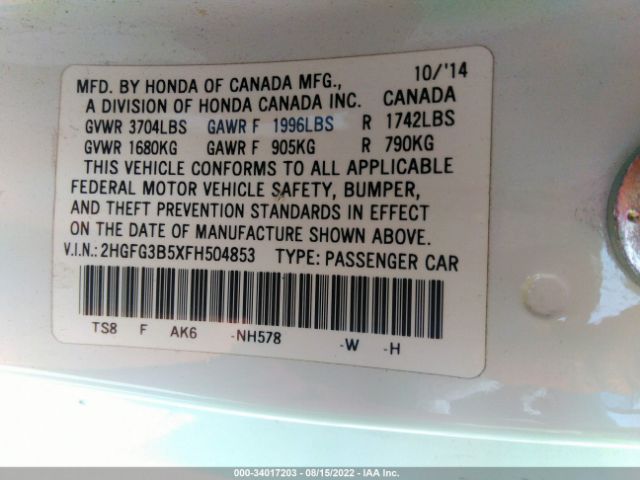 MFD. BY HONDA OF CANADA MFG., 10/'14
A DIVISION OF HONDA CANADA INC. CANADA
GVWR 3704LBS GAWR F 1996LBS R 1742LBS
GVWR 1680KG GAWR F 905KG R 790KG
THIS VEHICLE CONFORMS TO ALL APPLICABLE
FEDERAL MOTOR VEHICLE SAFETY, BUMPER,
AND THEFT PREVENTION STANDARDS IN EFFECT
ON THE DATE OF MANUFACTURE SHOWN ABOVE.
V.I.N.: 2HGFG3B5XFH504853 TYPE: PASSENGER CAR
TS8 F AK6 -NH578 -W -H
000-34017203 - 08/15/2022 - IAA Inc.